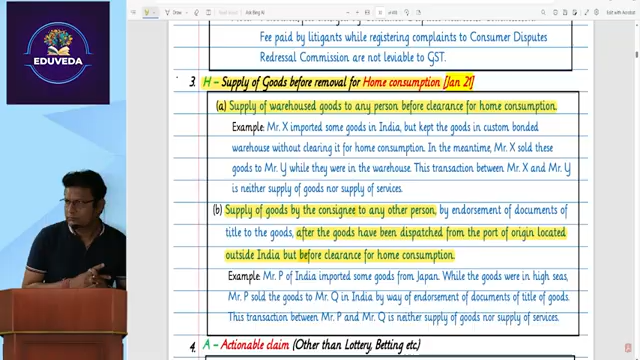 Ask Bing AI
Edit with Acrobat
EDUVEDA
Fee paid by litigants while registering complaints to Consumer Disputes
Redressal Commission are not leviable to GST.
3. H – Supply of Goods before removal for Home consumption [Jan 21]
(a) Supply of warehoused goods to any person before clearance for home consumption.
Example: Mr. X imported some goods in India, but kept the goods in custom bonded
warehouse without clearing it for home consumption. In the meantime, Mr. X sold these
goods to Mr. Y while they were in the warehouse. This transaction between Mr. X and Mr. Y
is neither supply of goods nor supply of services.
(b) Supply of goods by the consignee to any other person, by endorsement of documents of
title to the goods, after the goods have been dispatched from the port of origin located
outside India but before clearance for home consumption.
Example: Mr. P of India imported some goods from Japan. While the goods were in high seas,
Mr. P sold the goods to Mr. Q in India by way of endorsement of documents of title of goods.
This transaction between Mr. P and Mr. Q is neither supply of goods nor supply of services.
4. A – Actionable claim (Other than Lottery, Betting etc.)